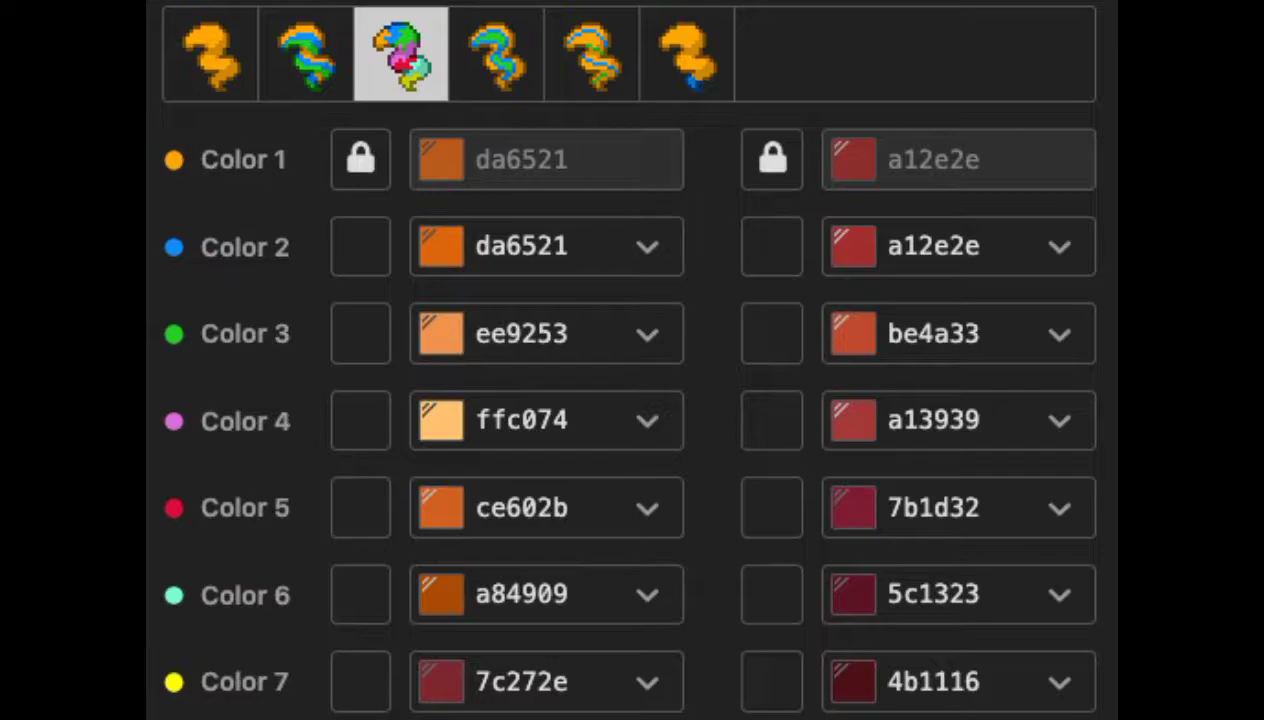 Color 1 da6521 a12e2e
Color 2 da6521 a12e2e
Color 3 ee9253 be4a33
Color 4 ffc074 a13939
Color 5 ce602b 7b1d32
Color 6 a84909 5c1323
Color 7 7c272e 4b1116